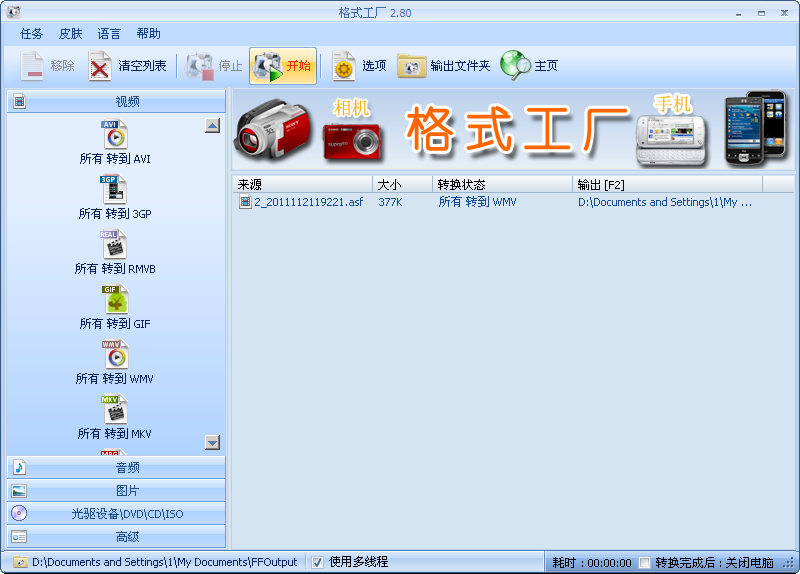 格式工厂 2.80
任务 皮肤 语言 帮助
移除 清空列表 停止 开始 选项 输出文件夹 主页
视频
AVI
所有 转到 AVI
3GP
所有 转到 3GP
REAL
所有 转到 RMVB
GIF
所有 转到 GIF
WMV
所有 转到 WMV
MKV
所有 转到 MKV
音频
图片
光驱设备\DVD\CD\ISO
高级
相机 格式工厂 手机
来源 大小 转换状态 输出 [F2]
2_2011112119221.asf 377K 所有 转到 WMV D:\Documents and Settings\1\My ...
D:\Documents and Settings\1\My Documents\FFOutput 使用多线程 耗时 : 00:00:00 转换完成后 : 关闭电脑